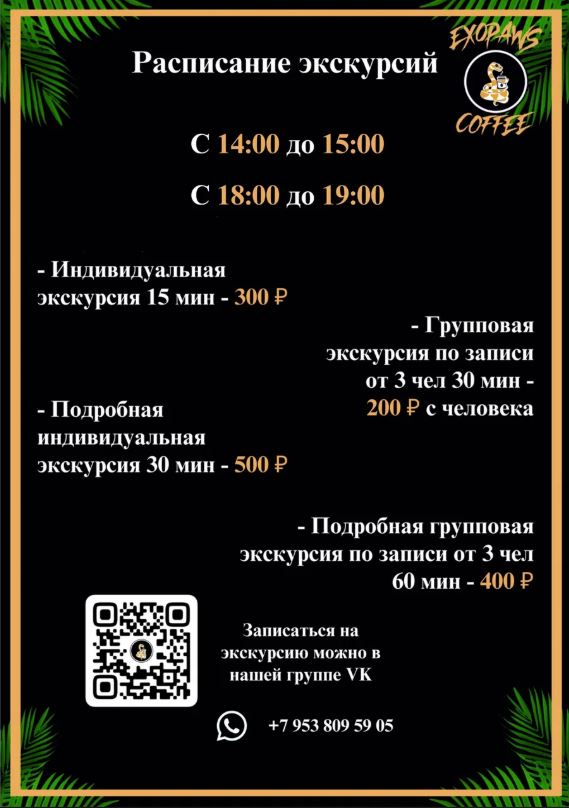 EXOPAWS
COFFEE
Расписание экскурсий
С 14:00 до 15:00
С 18:00 до 19:00
- Индивидуальная
экскурсия 15 мин - 300 ₽
- Групповая
экскурсия по записи
от 3 чел 30 мин -
200 ₽ с человека
- Подробная
индивидуальная
экскурсия 30 мин - 500 ₽
- Подробная групповая
экскурсия по записи от 3 чел
60 мин - 400 ₽
Записаться на
экскурсию можно в
нашей группе VK
+7 953 809 59 05